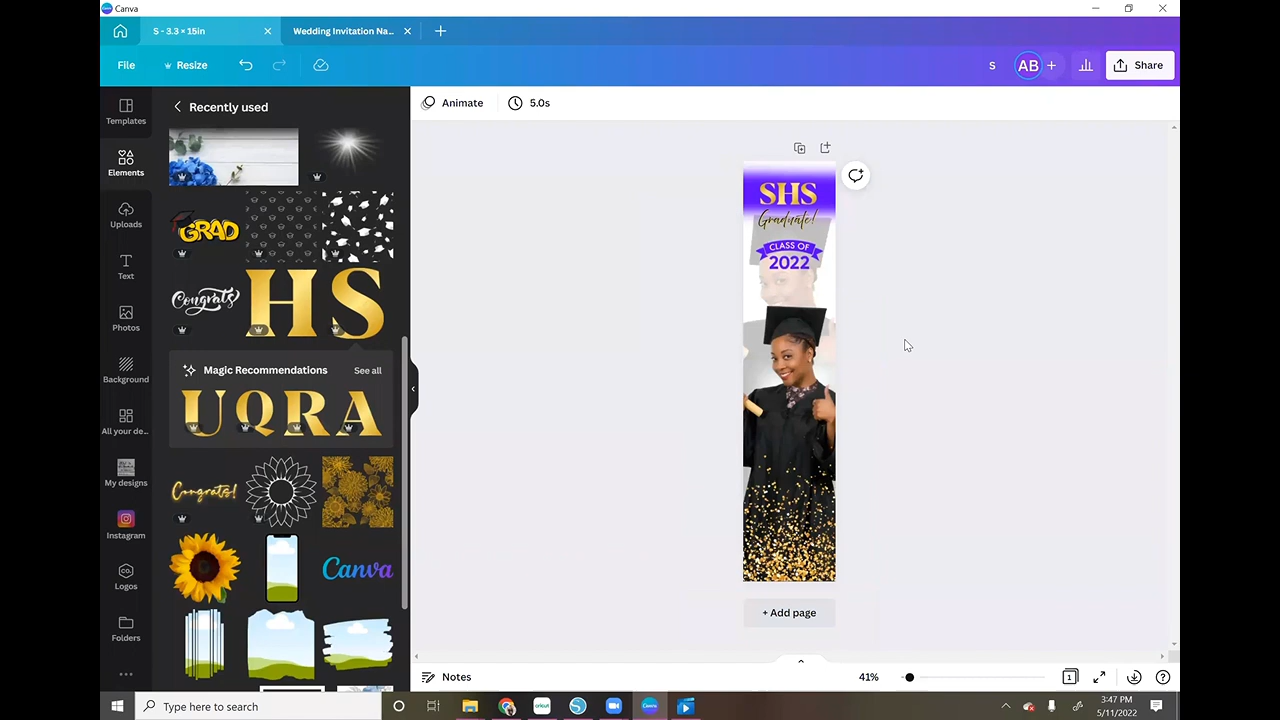 Canva
S - 3.3 × 15in
Wedding Invitation Na...
File
Resize
S
AB
Share
Recently used
Animate
5.0s
Templates
Elements
Uploads
Text
Photos
Background
All your de...
My designs
Instagram
Logos
Folders
GRAD
Congrats
H S
Magic Recommendations
See all
U Q R A
Congrats!
Canva
SHS
Graduate!
CLASS OF
2022
+ Add page
Notes
41%
1
Type here to search
3:47 PM
5/11/2022